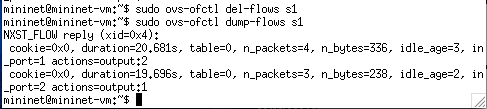 mininet@mininet-vm:~$ sudo ovs-ofctl del-flows s1
mininet@mininet-vm:~$ sudo ovs-ofctl dump-flows s1
NXST_FLOW reply (xid=0x4):
 cookie=0x0, duration=20.681s, table=0, n_packets=4, n_bytes=336, idle_age=3, in
_port=1 actions=output:2
 cookie=0x0, duration=19.696s, table=0, n_packets=3, n_bytes=238, idle_age=2, in
_port=2 actions=output:1
mininet@mininet-vm:~$